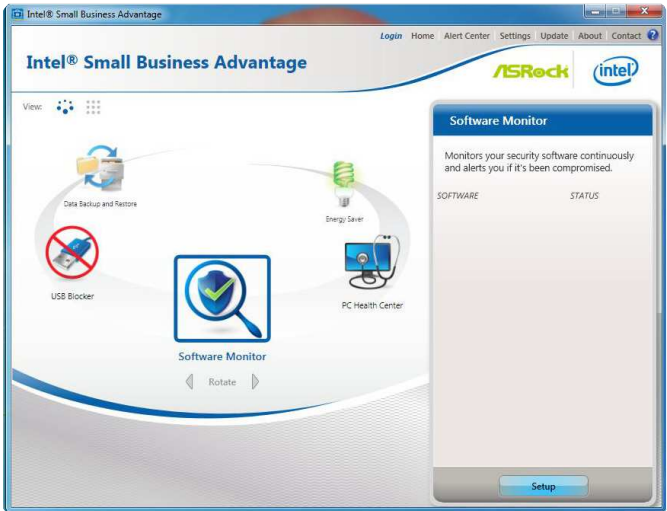 Intel® Small Business Advantage
Login Home Alert Center Settings Update About Contact ?
Intel® Small Business Advantage
ASRock intel
View:
Software Monitor
Monitors your security software continuously
and alerts you if it's been compromised.
SOFTWARE STATUS
Data Backup and Restore
Energy Saver
USB Blocker
PC Health Center
Software Monitor
Rotate
Setup